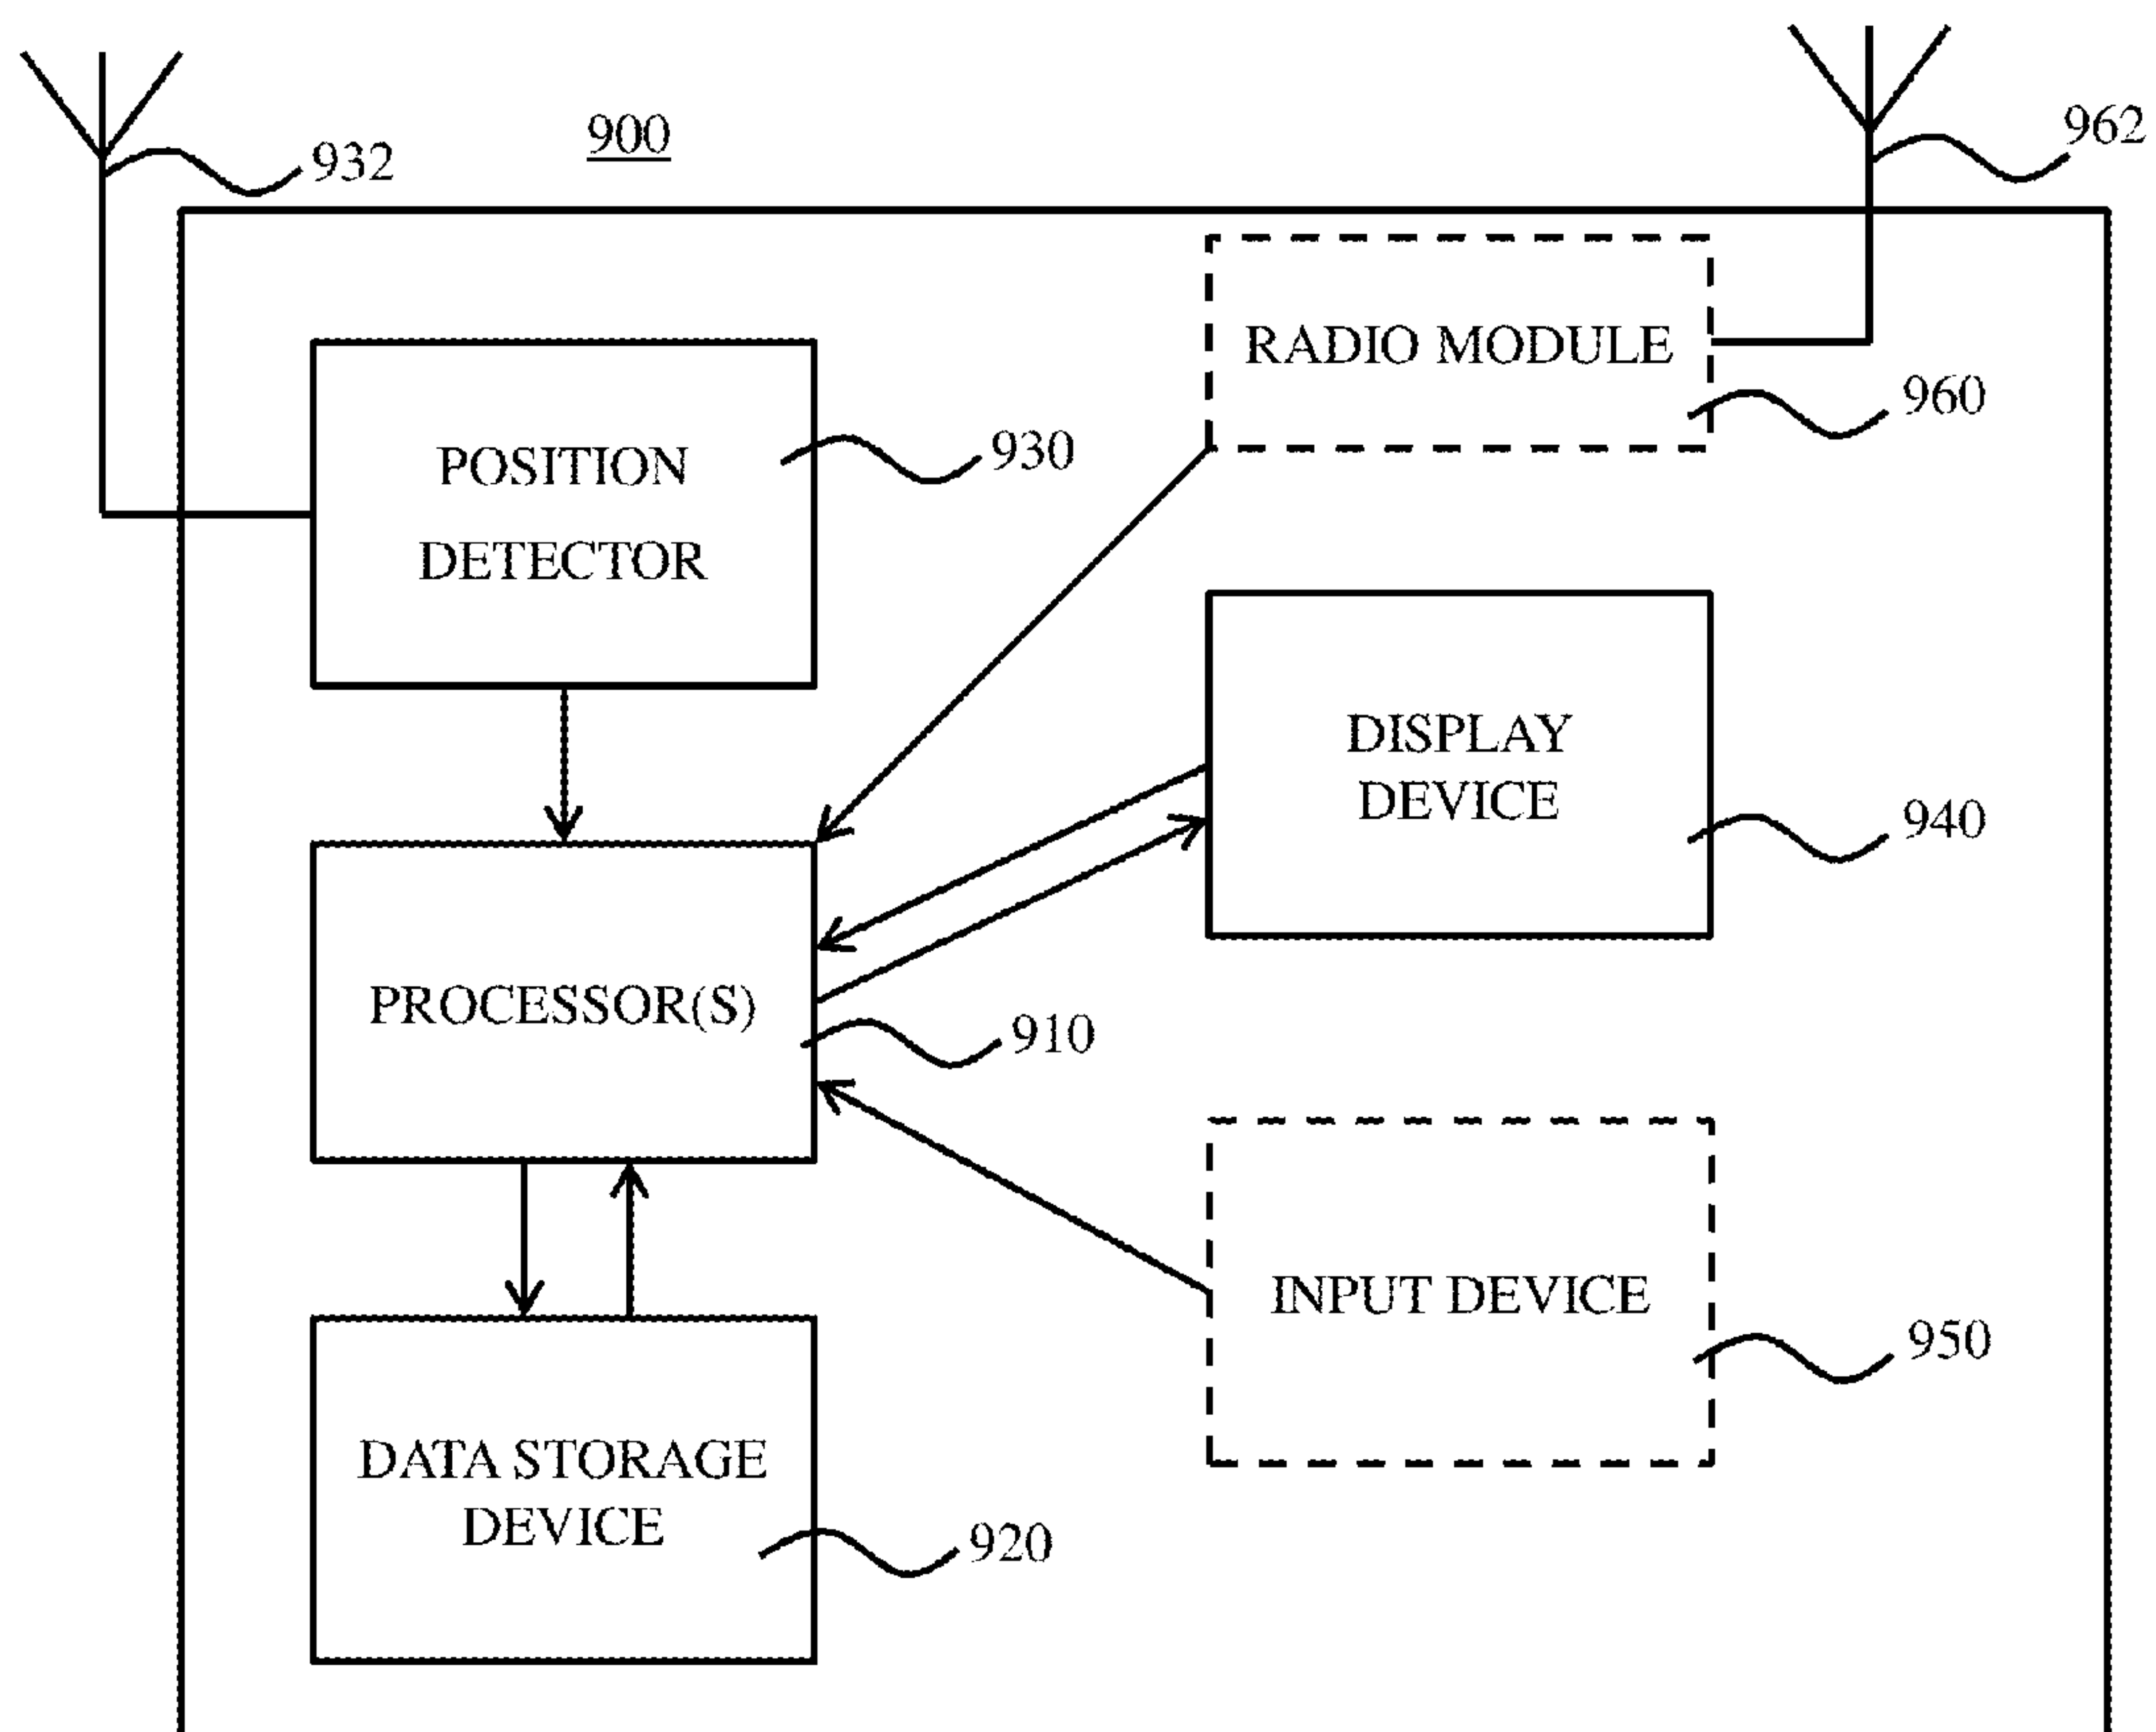 962
900
932
RADIO MODULE
960
POSITION
DETECTOR
930
DISPLAY
DEVICE
940
PROCESSOR(S)
910
INPUT DEVICE
950
DATA STORAGE
DEVICE
920